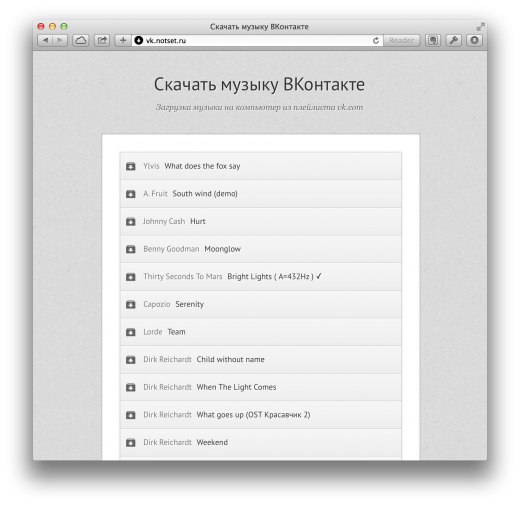 Скачать музыку ВКонтакте
vk.notset.ru
Reader
Скачать музыку ВКонтакте
Загрузка музыки на компьютер из плейлиста vk.com
Ylvis What does the fox say
A. Fruit South wind (demo)
Johnny Cash Hurt
Benny Goodman Moonglow
Thirty Seconds To Mars Bright Lights ( A=432Hz ) ✓
Capozio Serenity
Lorde Team
Dirk Reichardt Child without name
Dirk Reichardt When The Light Comes
Dirk Reichardt What goes up (OST Красавчик 2)
Dirk Reichardt Weekend